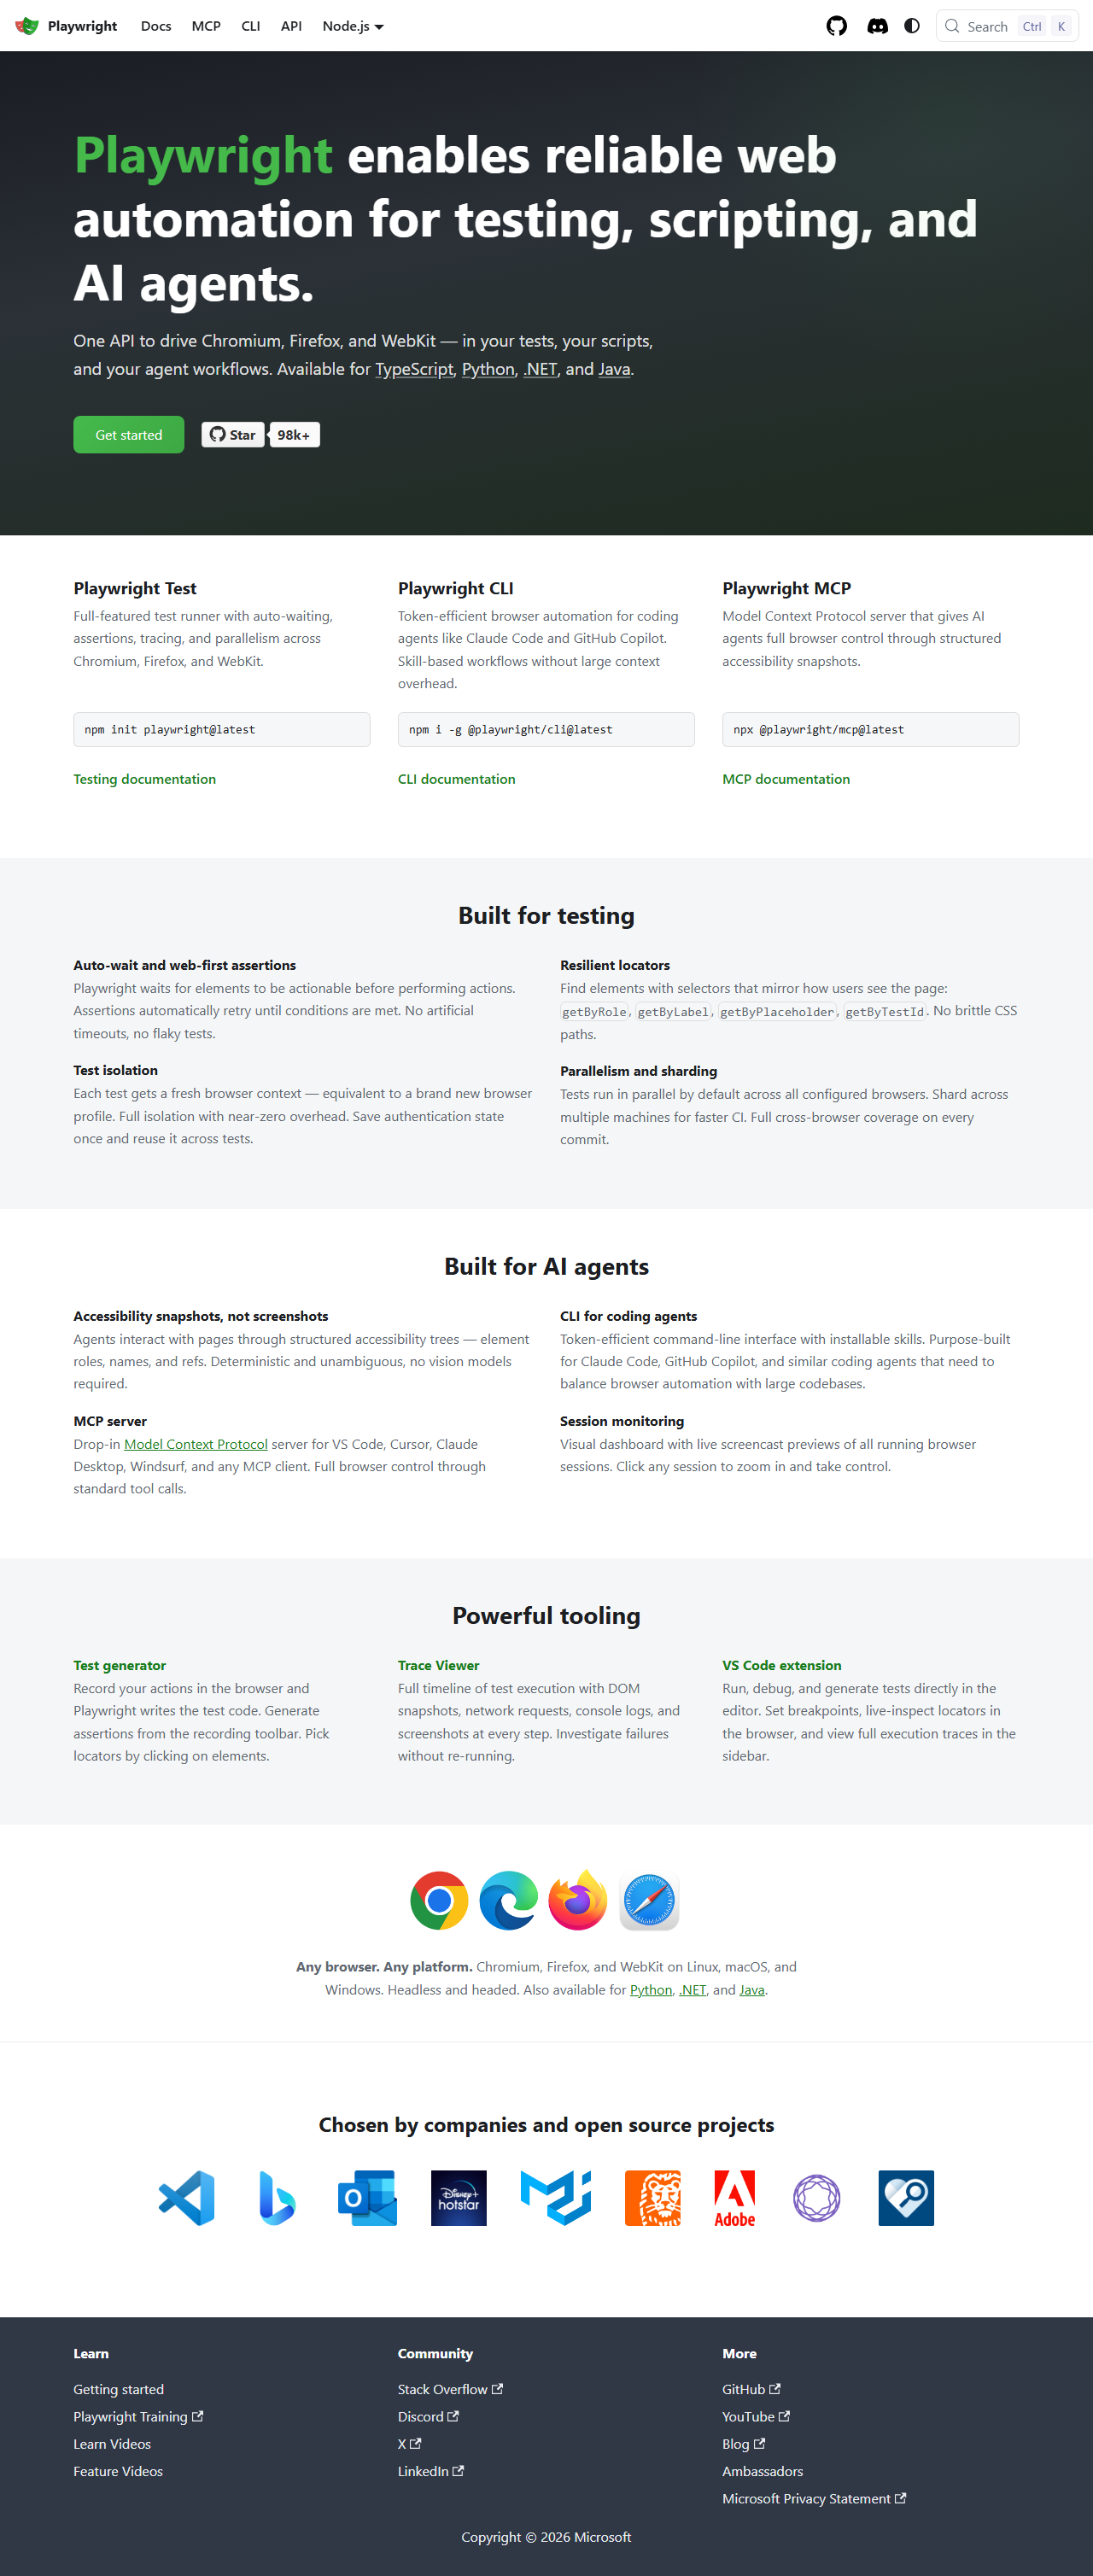 Playwright
Docs
MCP
CLI
API
Node.js
Search
Ctrl
K
Playwright enables reliable web
automation for testing, scripting, and
AI agents.
One API to drive Chromium, Firefox, and WebKit — in your tests, your scripts,
and your agent workflows. Available for TypeScript, Python, .NET, and Java.
Get started
Star
98k+
Playwright Test
Full-featured test runner with auto-waiting,
assertions, tracing, and parallelism across
Chromium, Firefox, and WebKit.
npm init playwright@latest
Testing documentation
Playwright CLI
Token-efficient browser automation for coding
agents like Claude Code and GitHub Copilot.
Skill-based workflows without large context
overhead.
npm i -g @playwright/cli@latest
CLI documentation
Playwright MCP
Model Context Protocol server that gives AI
agents full browser control through structured
accessibility snapshots.
npx @playwright/mcp@latest
MCP documentation
Built for testing
Auto-wait and web-first assertions
Playwright waits for elements to be actionable before performing actions.
Assertions automatically retry until conditions are met. No artificial
timeouts, no flaky tests.
Test isolation
Each test gets a fresh browser context — equivalent to a brand new browser
profile. Full isolation with near-zero overhead. Save authentication state
once and reuse it across tests.
Resilient locators
Find elements with selectors that mirror how users see the page:
getByRole, getByLabel, getByPlaceholder, getByTestId. No brittle CSS
paths.
Parallelism and sharding
Tests run in parallel by default across all configured browsers. Shard across
multiple machines for faster CI. Full cross-browser coverage on every
commit.
Built for AI agents
Accessibility snapshots, not screenshots
Agents interact with pages through structured accessibility trees — element
roles, names, and refs. Deterministic and unambiguous, no vision models
required.
MCP server
Drop-in Model Context Protocol server for VS Code, Cursor, Claude
Desktop, Windsurf, and any MCP client. Full browser control through
standard tool calls.
CLI for coding agents
Token-efficient command-line interface with installable skills. Purpose-built
for Claude Code, GitHub Copilot, and similar coding agents that need to
balance browser automation with large codebases.
Session monitoring
Visual dashboard with live screencast previews of all running browser
sessions. Click any session to zoom in and take control.
Powerful tooling
Test generator
Record your actions in the browser and
Playwright writes the test code. Generate
assertions from the recording toolbar. Pick
locators by clicking on elements.
Trace Viewer
Full timeline of test execution with DOM
snapshots, network requests, console logs, and
screenshots at every step. Investigate failures
without re-running.
VS Code extension
Run, debug, and generate tests directly in the
editor. Set breakpoints, live-inspect locators in
the browser, and view full execution traces in the
sidebar.
Any browser. Any platform. Chromium, Firefox, and WebKit on Linux, macOS, and
Windows. Headless and headed. Also available for Python, .NET, and Java.
Chosen by companies and open source projects
O
Disney+
hotstar
Adobe
Learn
Getting started
Playwright Training
Learn Videos
Feature Videos
Community
Stack Overflow
Discord
X
LinkedIn
More
GitHub
YouTube
Blog
Ambassadors
Microsoft Privacy Statement
Copyright © 2026 Microsoft